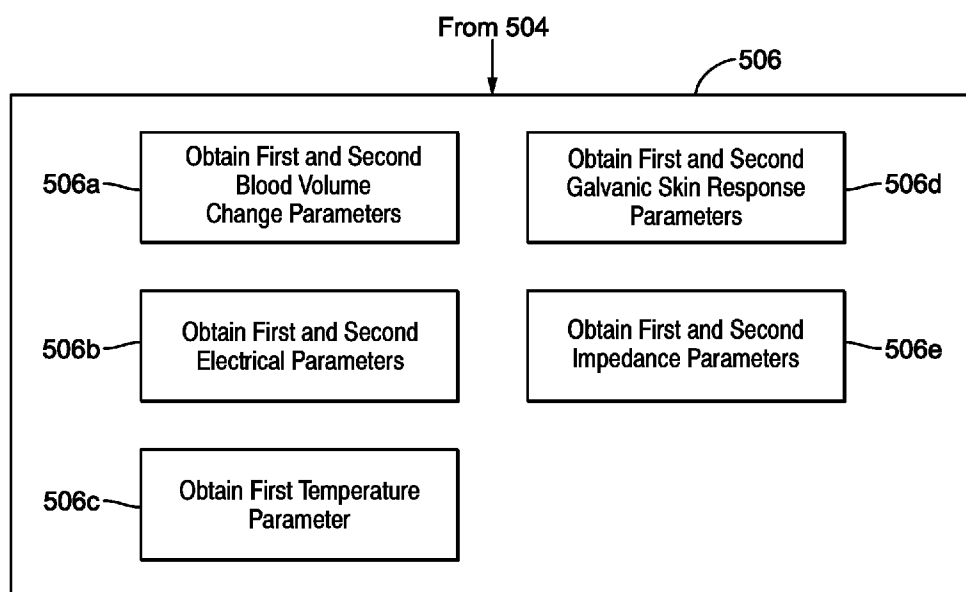 From 504
506
506a
Obtain First and Second
Blood Volume
Change Parameters
Obtain First and Second
Galvanic Skin Response
Parameters
506d
506b
Obtain First and Second
Electrical Parameters
Obtain First and Second
Impedance Parameters
506e
506c
Obtain First Temperature
Parameter